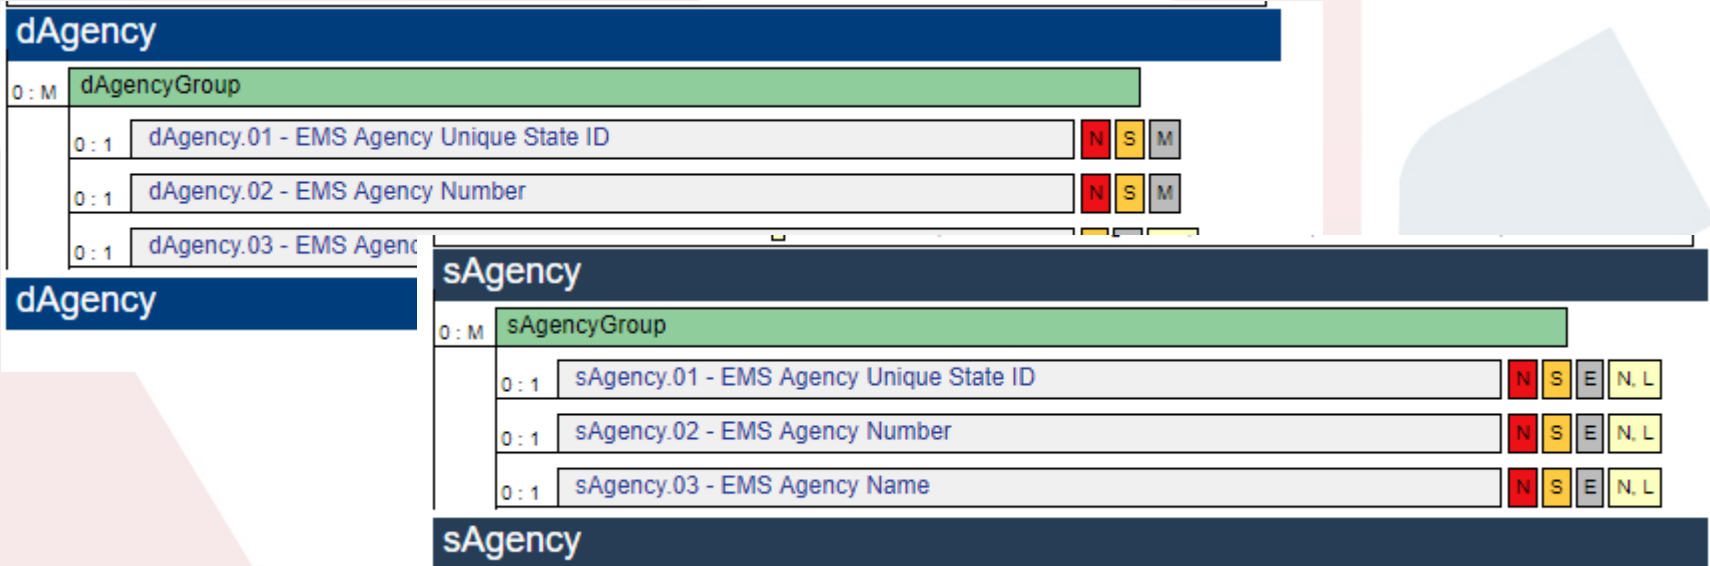 dAgency
0 : M dAgencyGroup
0 : 1 dAgency.01 - EMS Agency Unique State ID N S M
0 : 1 dAgency.02 - EMS Agency Number N S M
0 : 1 dAgency.03 - EMS Agenc
dAgency
sAgency
0 : M sAgencyGroup
0 : 1 sAgency.01 - EMS Agency Unique State ID N S E N, L
0 : 1 sAgency.02 - EMS Agency Number N S E N, L
0 : 1 sAgency.03 - EMS Agency Name N S E N, L
sAgency